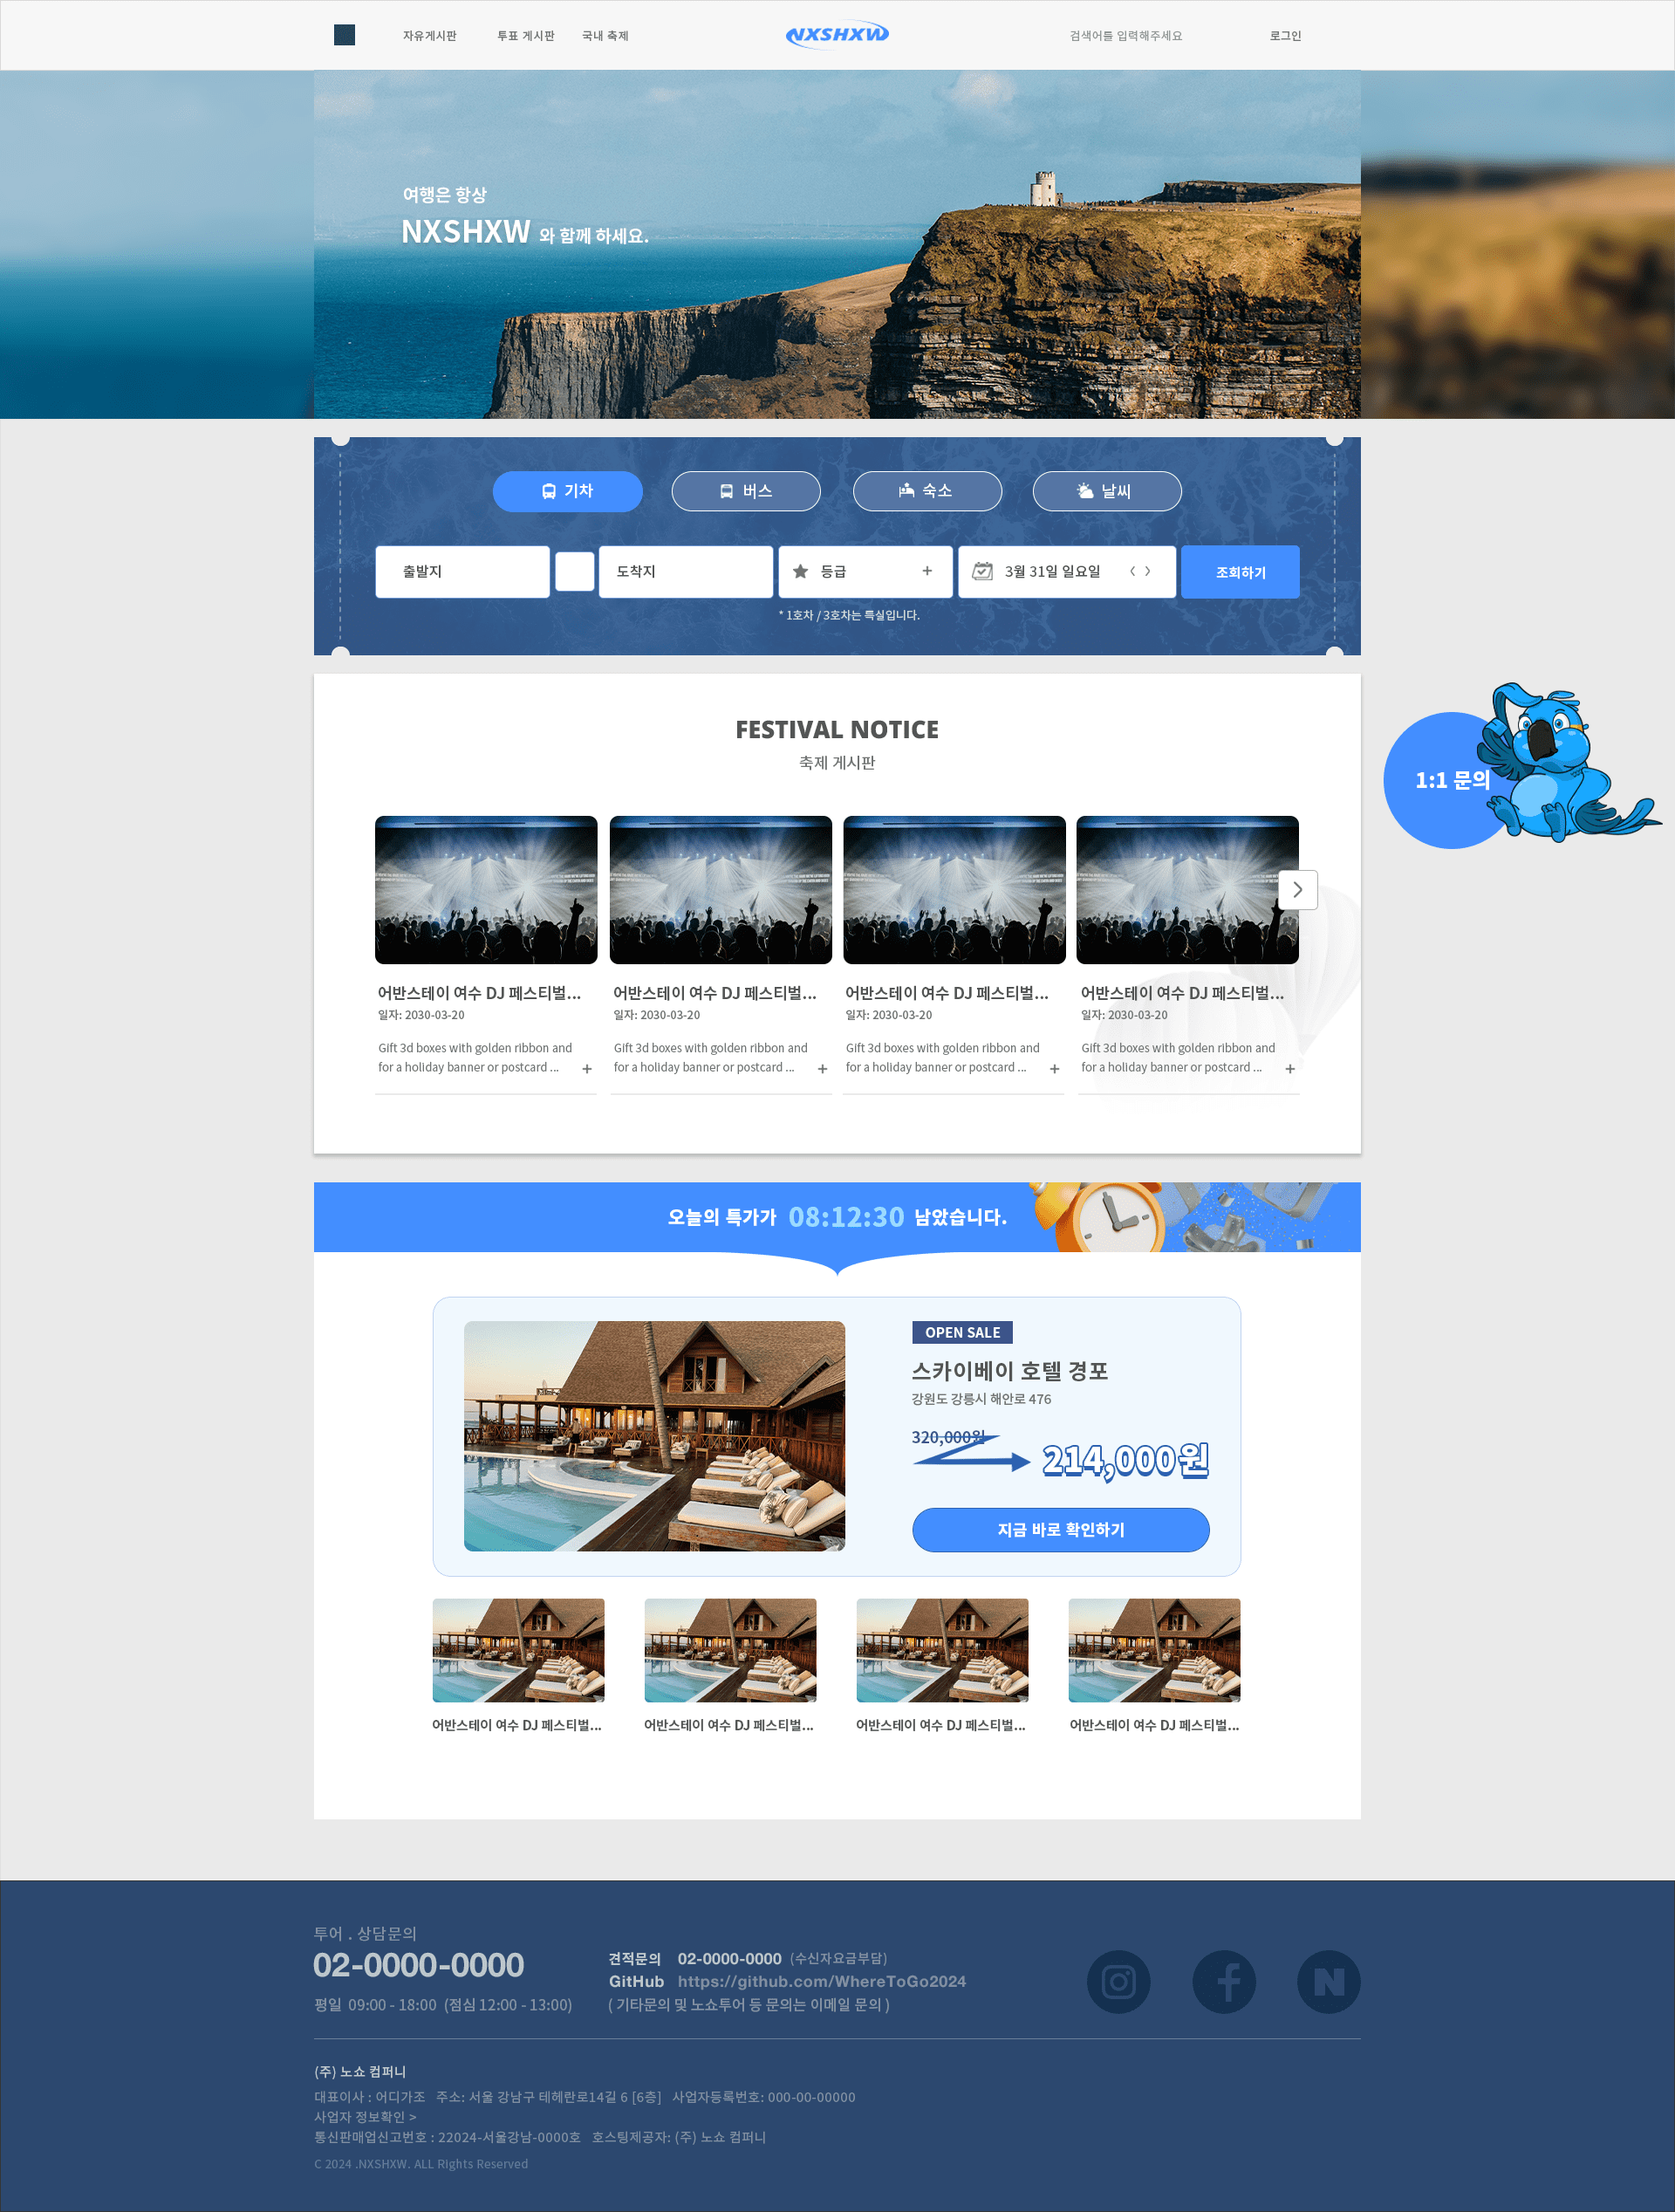 자유게시판 투표 게시판 국내 축제 NXSHXW 검색어를 입력해주세요 로그인
여행은 항상
NXSHXW 와 함께 하세요.
기차 버스 숙소 날씨
출발지 도착지 등급 + 3월 31일 일요일 < > 조회하기
* 1호차 / 3호차는 특실입니다.
FESTIVAL NOTICE
축제 게시판
1:1 문의
어반스테이 여수 DJ 페스티벌... 어반스테이 여수 DJ 페스티벌... 어반스테이 여수 DJ 페스티벌... 어반스테이 여수 DJ 페스티벌...
일자: 2030-03-20 일자: 2030-03-20 일자: 2030-03-20 일자: 2030-03-20
Gift 3d boxes with golden ribbon and Gift 3d boxes with golden ribbon and Gift 3d boxes with golden ribbon and Gift 3d boxes with golden ribbon and
for a holiday banner or postcard ... + for a holiday banner or postcard ... + for a holiday banner or postcard ... + for a holiday banner or postcard ... +
오늘의 특가가 08:12:30 남았습니다.
OPEN SALE
스카이베이 호텔 경포
강원도 강릉시 해안로 476
320,000원
214,000원
지금 바로 확인하기
어반스테이 여수 DJ 페스티벌... 어반스테이 여수 DJ 페스티벌... 어반스테이 여수 DJ 페스티벌... 어반스테이 여수 DJ 페스티벌...
투어 . 상담문의
02-0000-0000
평일 09:00 - 18:00 (점심 12:00 - 13:00)
견적문의 02-0000-0000 (수신자요금부담)
GitHub https://github.com/WhereToGo2024
( 기타문의 및 노쇼투어 등 문의는 이메일 문의 )
(주) 노쇼 컴퍼니
대표이사 : 어디가조 주소: 서울 강남구 테헤란로14길 6 [6층] 사업자등록번호: 000-00-00000
사업자 정보확인 >
통신판매업신고번호 : 22024-서울강남-0000호 호스팅제공자: (주) 노쇼 컴퍼니
C 2024 .NXSHXW. ALL Rights Reserved